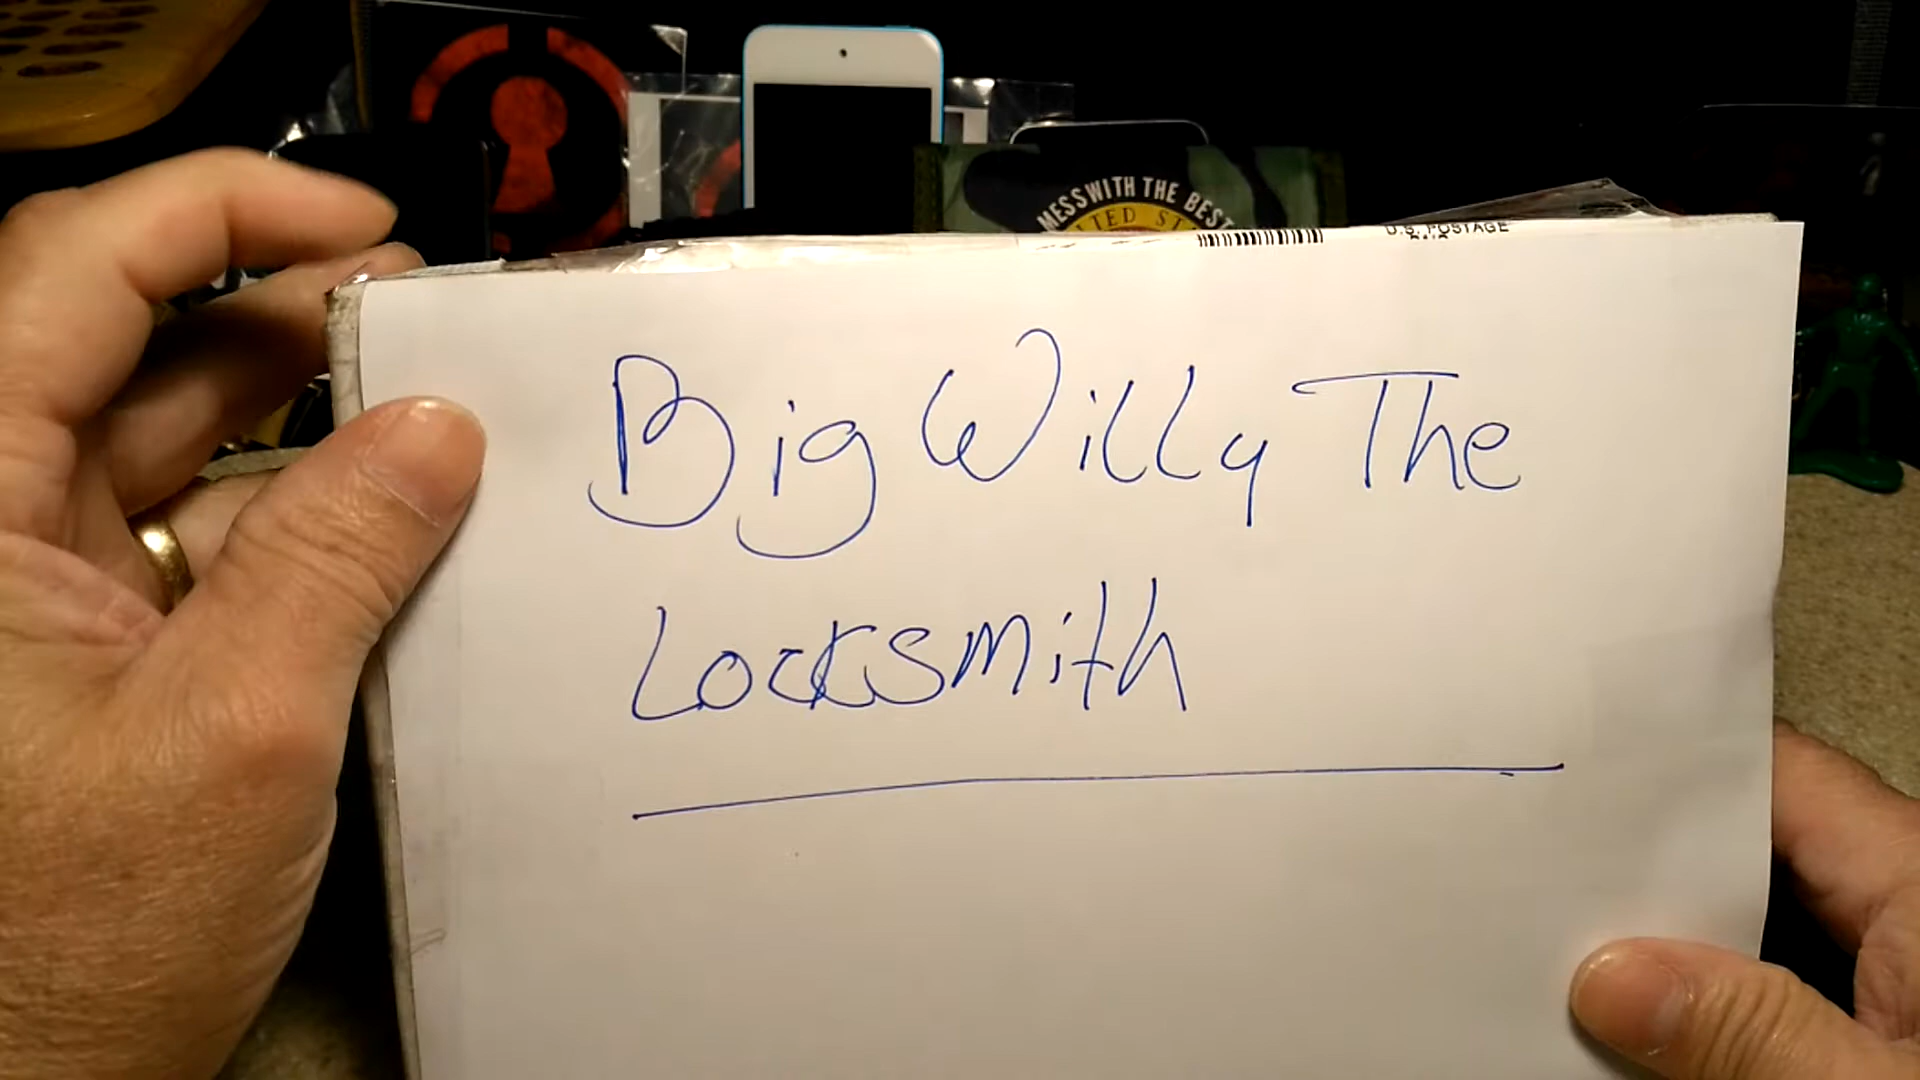 MESS WITH THE BEST
U.S. POSTAGE
Big Willy The
Locksmith